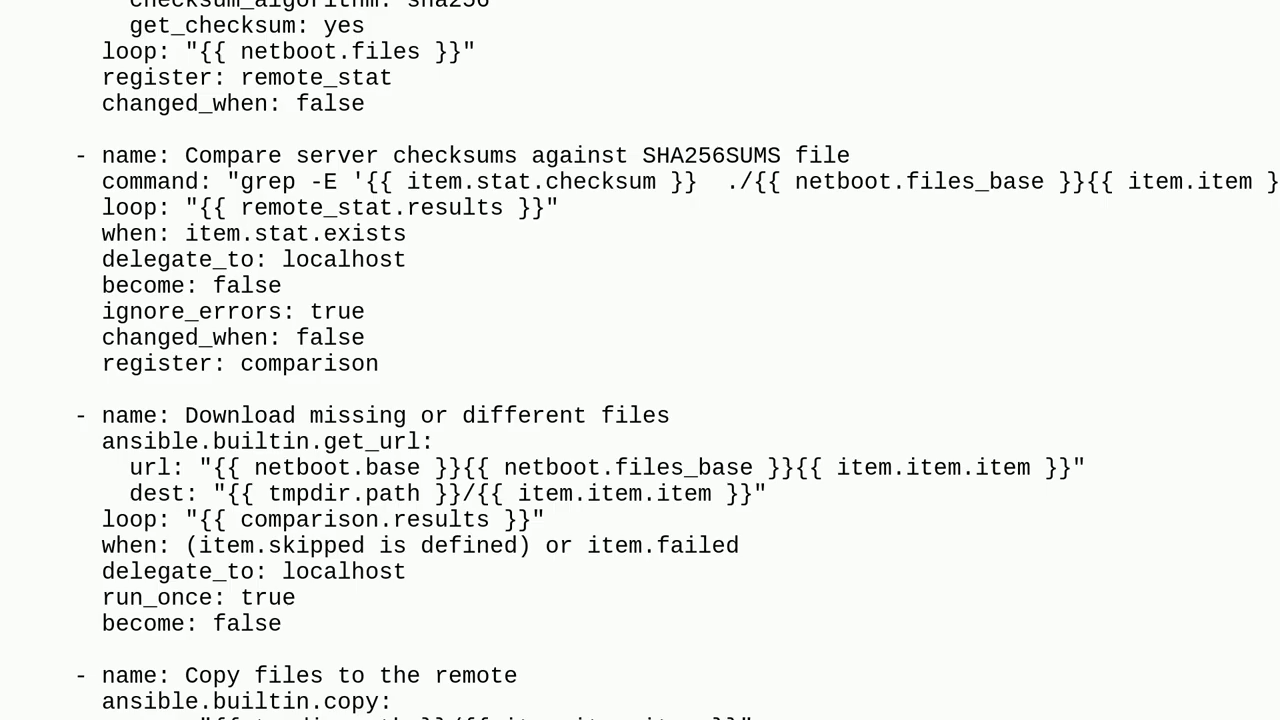 checksum_algorithm: sha256
get_checksum: yes
loop: "{{ netboot.files }}"
register: remote_stat
changed_when: false
- name: Compare server checksums against SHA256SUMS file
command: "grep -E '{{ item.stat.checksum }}  ./{{ netboot.files_base }}{{ item.item }
loop: "{{ remote_stat.results }}"
when: item.stat.exists
delegate_to: localhost
become: false
ignore_errors: true
changed_when: false
register: comparison
- name: Download missing or different files
ansible.builtin.get_url:
url: "{{ netboot.base }}{{ netboot.files_base }}{{ item.item.item }}"
dest: "{{ tmpdir.path }}/{{ item.item.item }}"
loop: "{{ comparison.results }}"
when: (item.skipped is defined) or item.failed
delegate_to: localhost
run_once: true
become: false
- name: Copy files to the remote
ansible.builtin.copy: